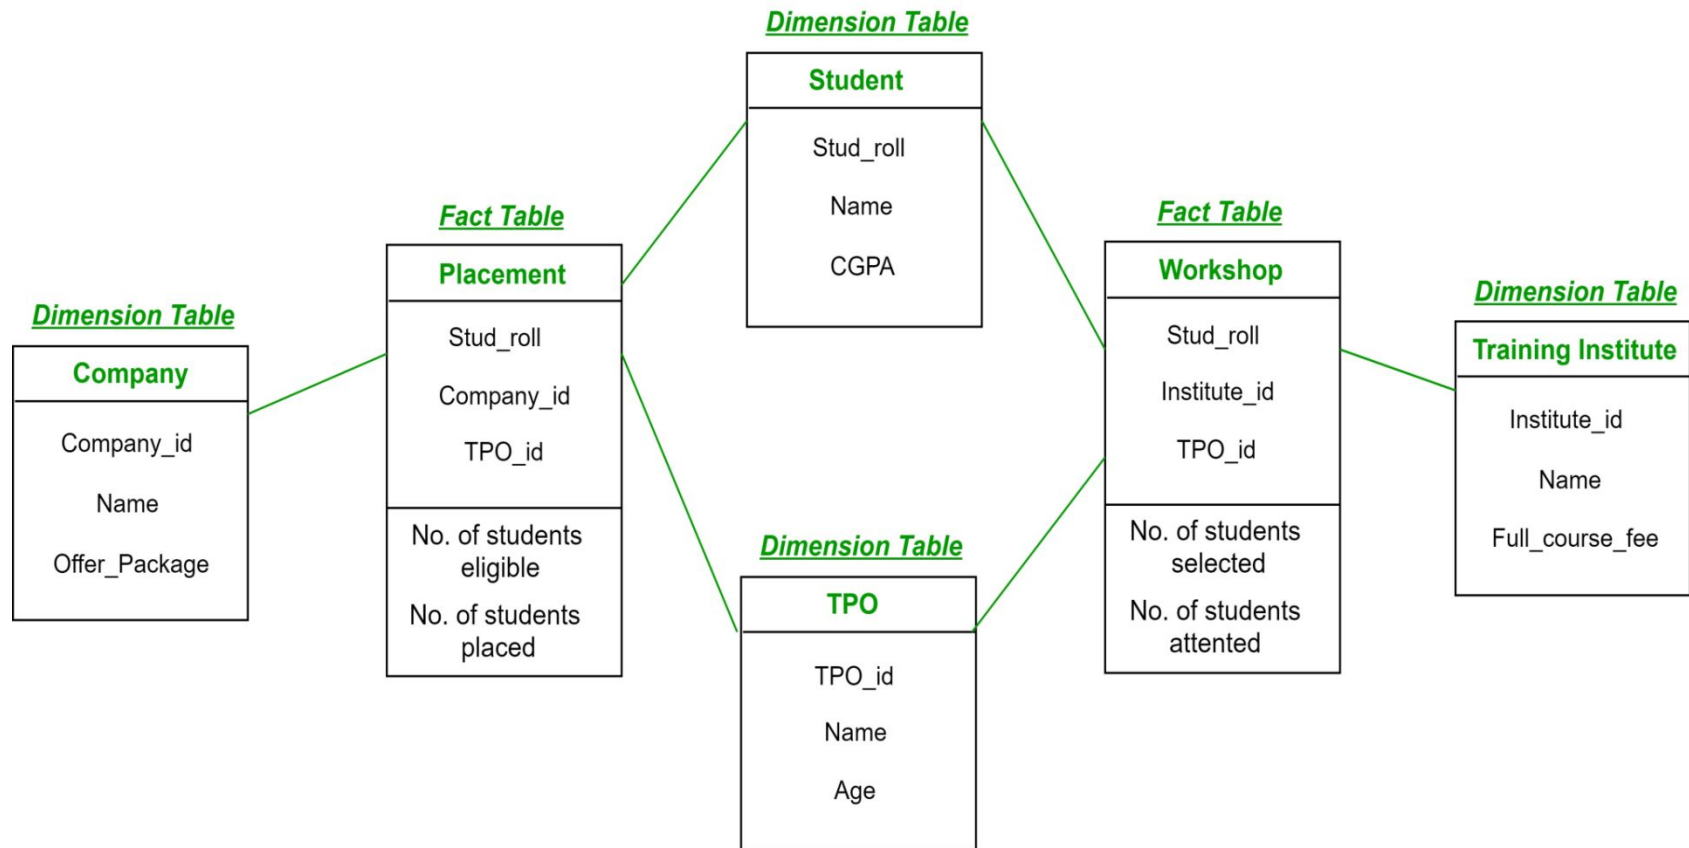 Dimension Table
Student
Stud_roll
Name
CGPA
Fact Table
Placement
Stud_roll
Company_id
TPO_id
No. of students
eligible
No. of students
placed
Fact Table
Workshop
Stud_roll
Institute_id
TPO_id
No. of students
selected
No. of students
attented
Dimension Table
Company
Company_id
Name
Offer_Package
Dimension Table
Training Institute
Institute_id
Name
Full_course_fee
Dimension Table
TPO
TPO_id
Name
Age